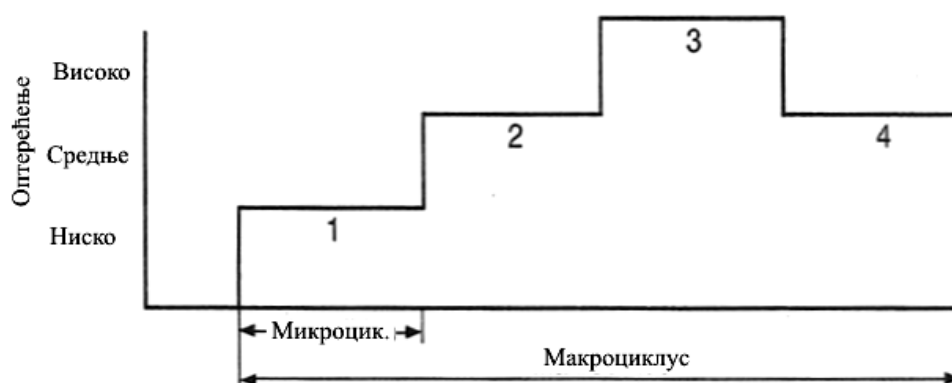 Оптерећење
Високо
Средње
Ниско
1
2
3
4
Микроцик.
Макроциклус